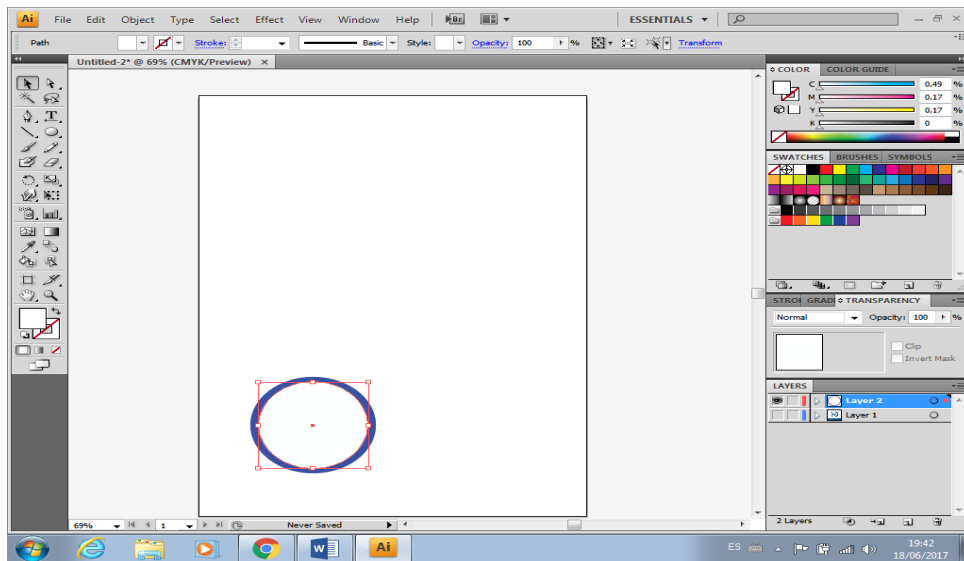 Ai File Edit Object Type Select Effect View Window Help Br ESSENTIALS
Path Stroke: Basic Style: Opacity: 100 % Transform
Untitled-2* @ 69% (CMYK/Preview) ×
COLOR COLOR GUIDE
C 0,49 %
M 0,17 %
Y 0,17 %
K 0 %
SWATCHES BRUSHES SYMBOLS
STROI GRADI TRANSPARENCY
Normal Opacity: 100 %
Clip
Invert Mask
LAYERS
Layer 2
Layer 1
2 Layers
69% 1 Never Saved
W Ai ES 19:42
18/06/2017